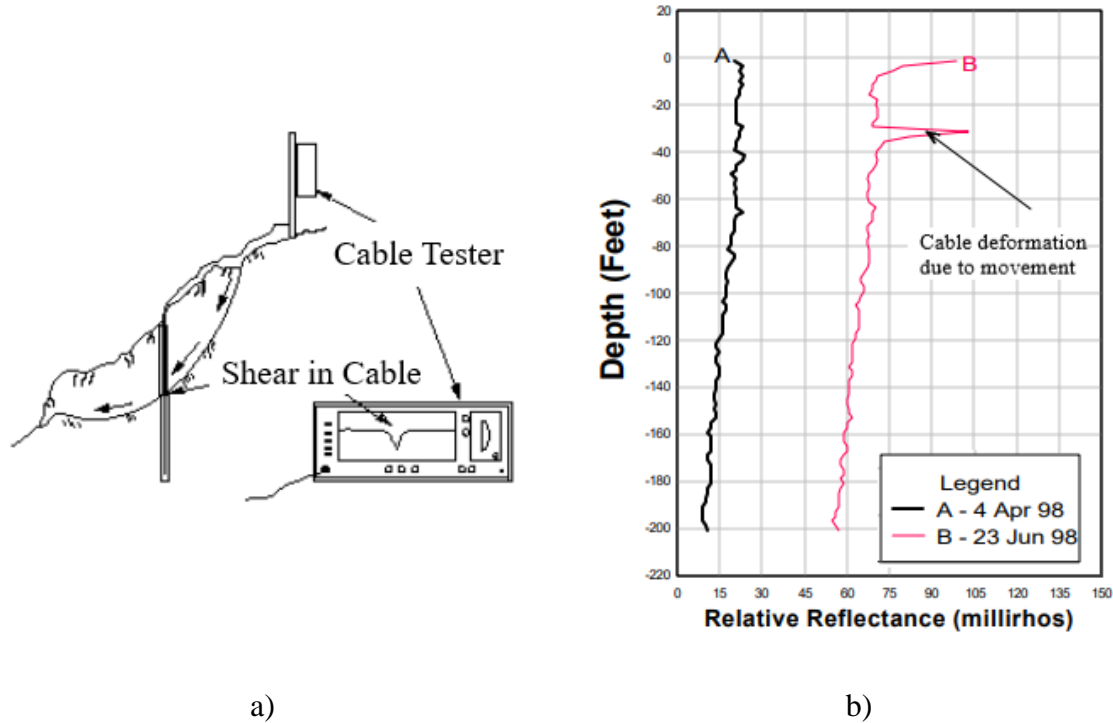 Cable Tester
Shear in Cable
a)
20
0
-20
-40
-60
-80
-100
-120
-140
-160
-180
-200
-220
Depth (Feet)
A
B
Cable deformation
due to movement
Legend
A - 4 Apr 98
B - 23 Jun 98
0 15 30 45 60 75 90 105 120 135 150
Relative Reflectance (millirhos)
b)